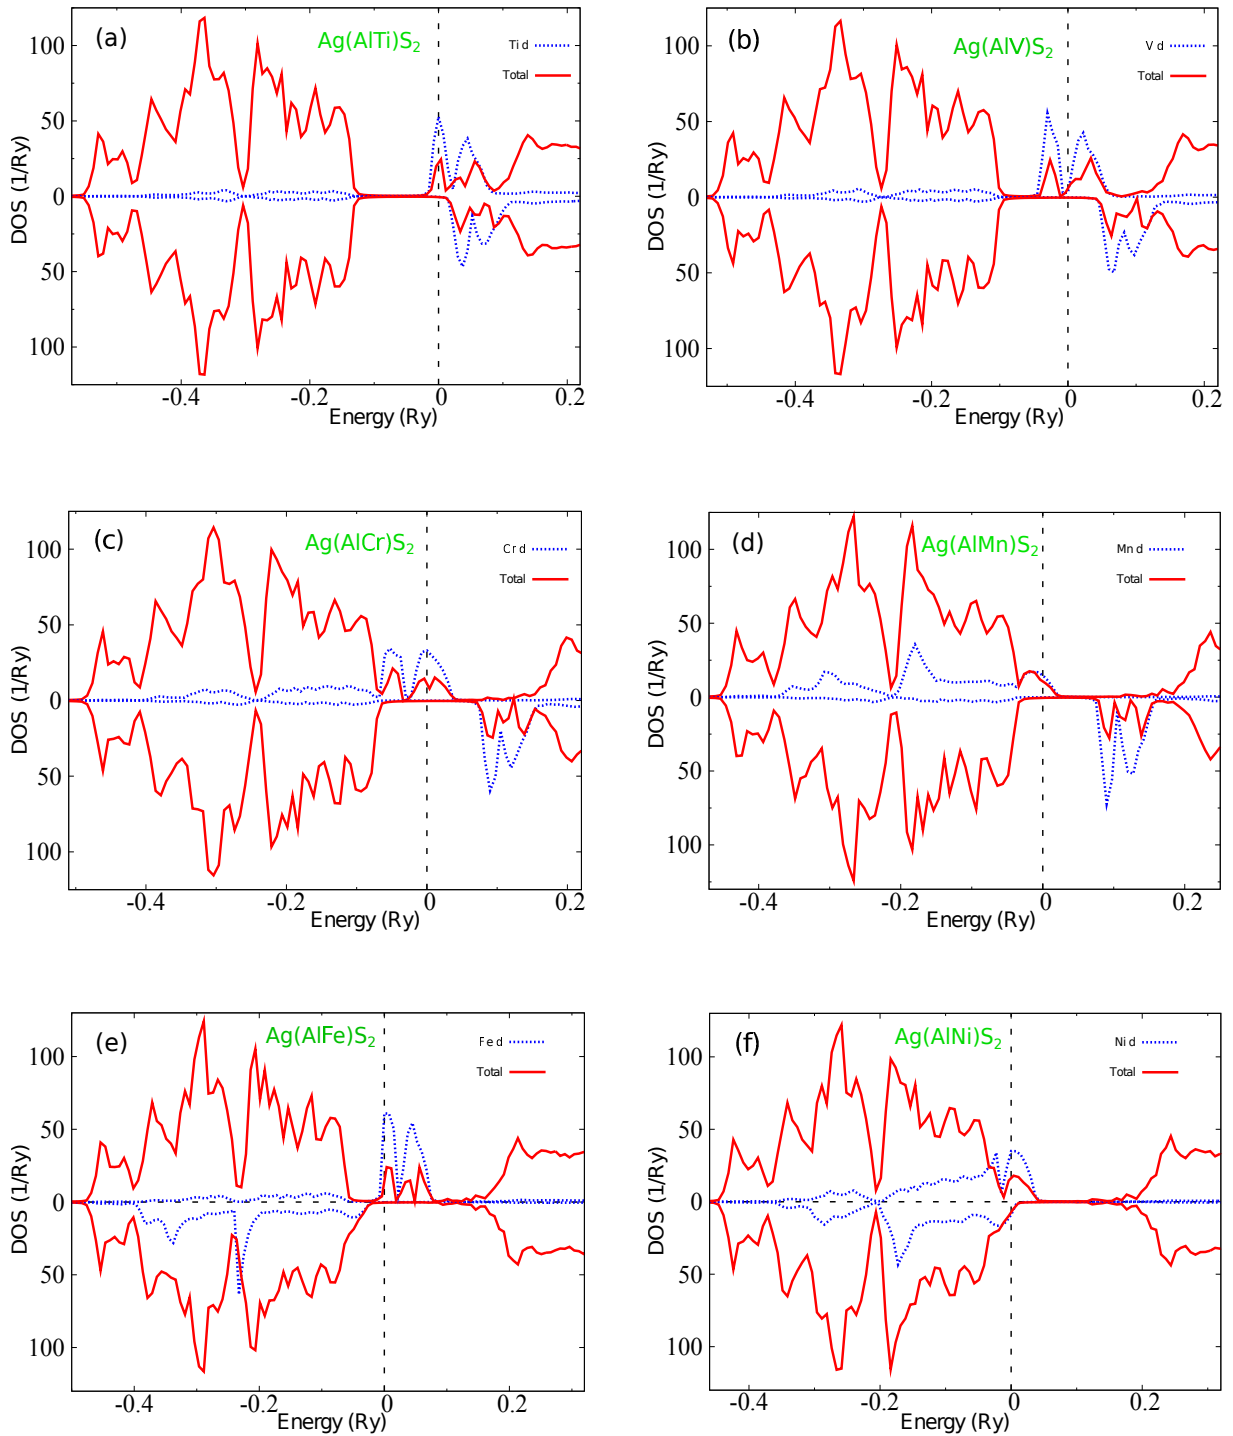 (a)
Ag(AlTi)S2
Ti d
Total
DOS (1/Ry)
100
50
0
50
100
-0.4
-0.2
0
0.2
Energy (Ry)
(b)
Ag(AlV)S2
V d
Total
DOS (1/Ry)
100
50
0
50
100
-0.4
-0.2
0
0.2
Energy (Ry)
(c)
Ag(AlCr)S2
Cr d
Total
DOS (1/Ry)
100
50
0
50
100
-0.4
-0.2
0
0.2
Energy (Ry)
(d)
Ag(AlMn)S2
Mn d
Total
DOS (1/Ry)
100
50
0
50
100
-0.4
-0.2
0
0.2
Energy (Ry)
(e)
Ag(AlFe)S2
Fe d
Total
DOS (1/Ry)
100
50
0
50
100
-0.4
-0.2
0
0.2
Energy (Ry)
(f)
Ag(AlNi)S2
Ni d
Total
DOS (1/Ry)
100
50
0
50
100
-0.4
-0.2
0
0.2
Energy (Ry)